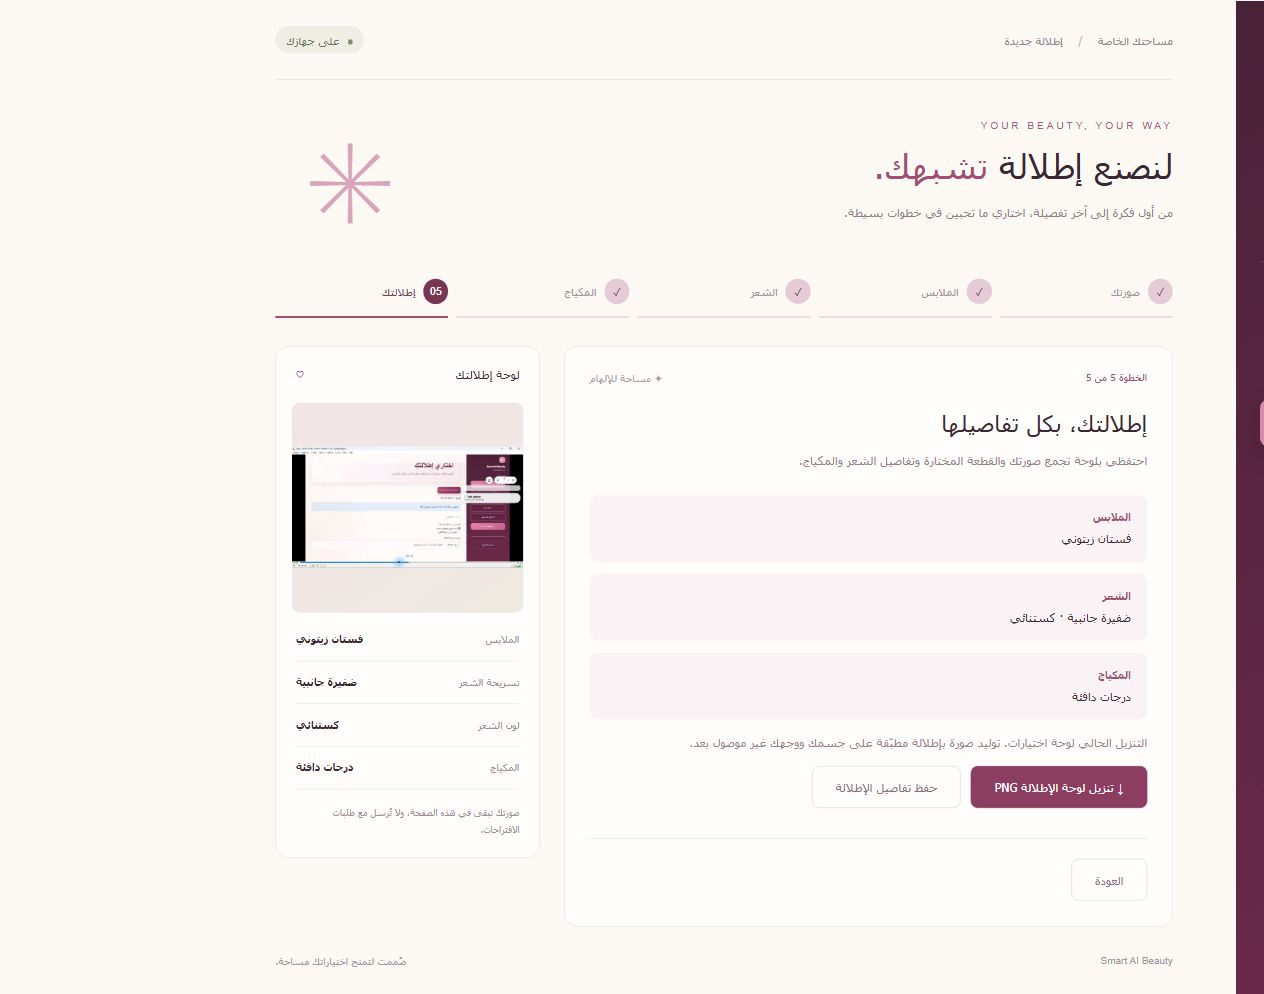 مساحتك الخاصة / إطلالة جديدة
على جهازك
YOUR BEAUTY, YOUR WAY
لنصنع إطلالة تشبهك.
من أول فكرة إلى آخر تفصيلة، اختاري ما تحبين في خطوات بسيطة.
✓ صورتك
✓ الملابس
✓ الشعر
✓ المكياج
05 إطلالتك
الخطوة 5 من 5
✦ مساحة للإلهام
إطلالتك، بكل تفاصيلها
احتفظي بلوحة تجمع صورتك والقطعة المختارة وتفاصيل الشعر والمكياج.
الملابس
فستان زيتوني
الشعر
ضفيرة جانبية · كستنائي
المكياج
درجات دافئة
التنزيل الحالي لوحة اختيارات. توليد صورة بإطلالة مطبّقة على جسمك ووجهك غير موصول بعد.
↓ تنزيل لوحة الإطلالة PNG
حفظ تفاصيل الإطلالة
العودة
لوحة إطلالتك
♡
اختاري إطلالتك
الملابس فستان زيتوني
تسريحة الشعر ضفيرة جانبية
لون الشعر كستنائي
المكياج درجات دافئة
صورتك تبقى في هذه الصفحة، ولا تُرسل مع طلبات
الاقتراحات.
Smart AI Beauty
صُممت لتمنح اختياراتك مساحة.